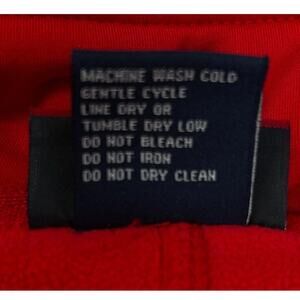 MACHINE WASH COLD
GENTLE CYCLE
LINE DRY OR
TUMBLE DRY LOW
DO NOT BLEACH
DO NOT IRON
DO NOT DRY CLEAN